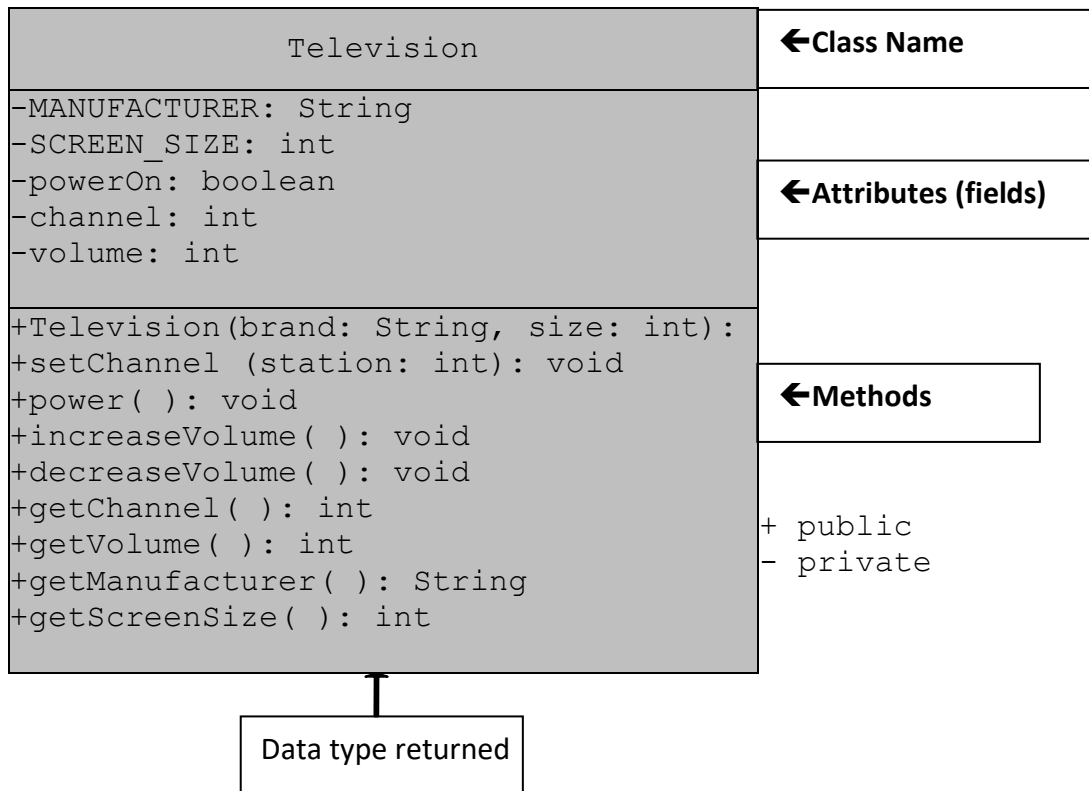 Television
←Class Name
-MANUFACTURER: String
-SCREEN_SIZE: int
-powerOn: boolean
-channel: int
-volume: int
←Attributes (fields)
+Television(brand: String, size: int):
+setChannel (station: int): void
+power( ): void
+increaseVolume( ): void
+decreaseVolume( ): void
+getChannel( ): int
+getVolume( ): int
+getManufacturer( ): String
+getScreenSize( ): int
←Methods
+ public
- private
Data type returned